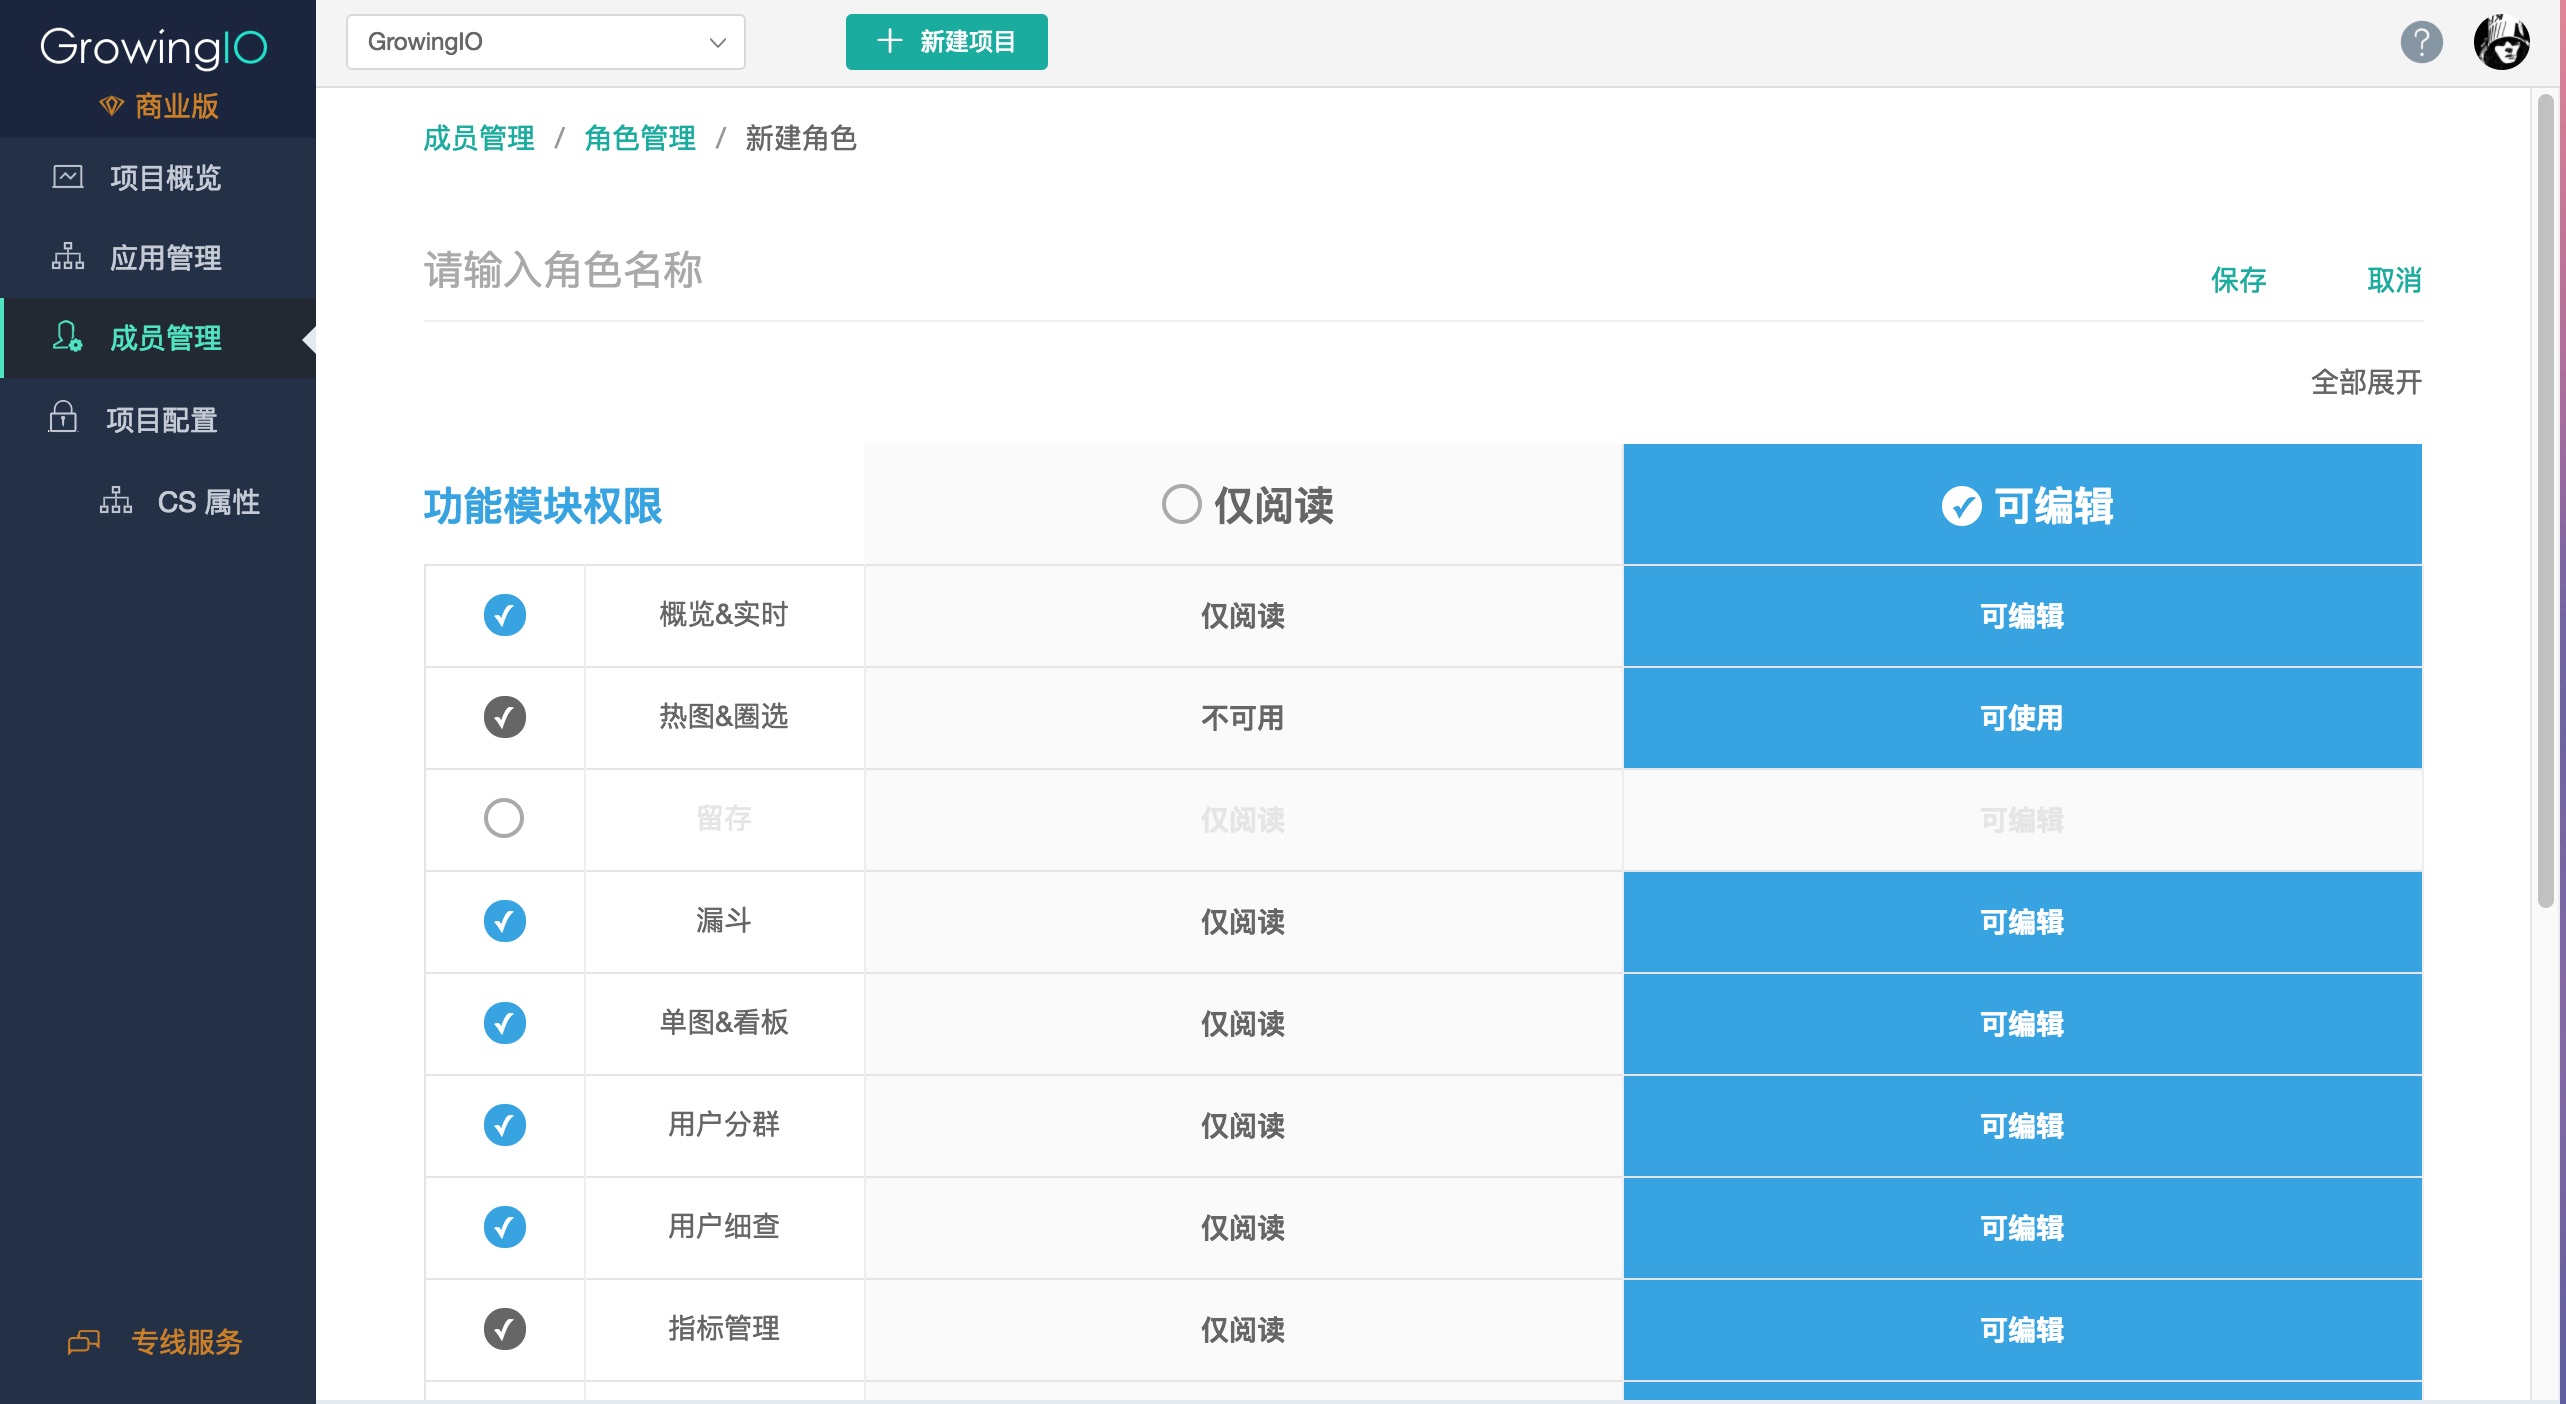 GrowingIO
商业版
项目概览
应用管理
成员管理
项目配置
CS 属性
专线服务
GrowingIO
新建项目
?
成员管理 / 角色管理 / 新建角色
请输入角色名称
保存 取消
全部展开
功能模块权限 仅阅读 可编辑
概览&实时 仅阅读 可编辑
热图&圈选 不可用 可使用
留存 仅阅读 可编辑
漏斗 仅阅读 可编辑
单图&看板 仅阅读 可编辑
用户分群 仅阅读 可编辑
用户细查 仅阅读 可编辑
指标管理 仅阅读 可编辑